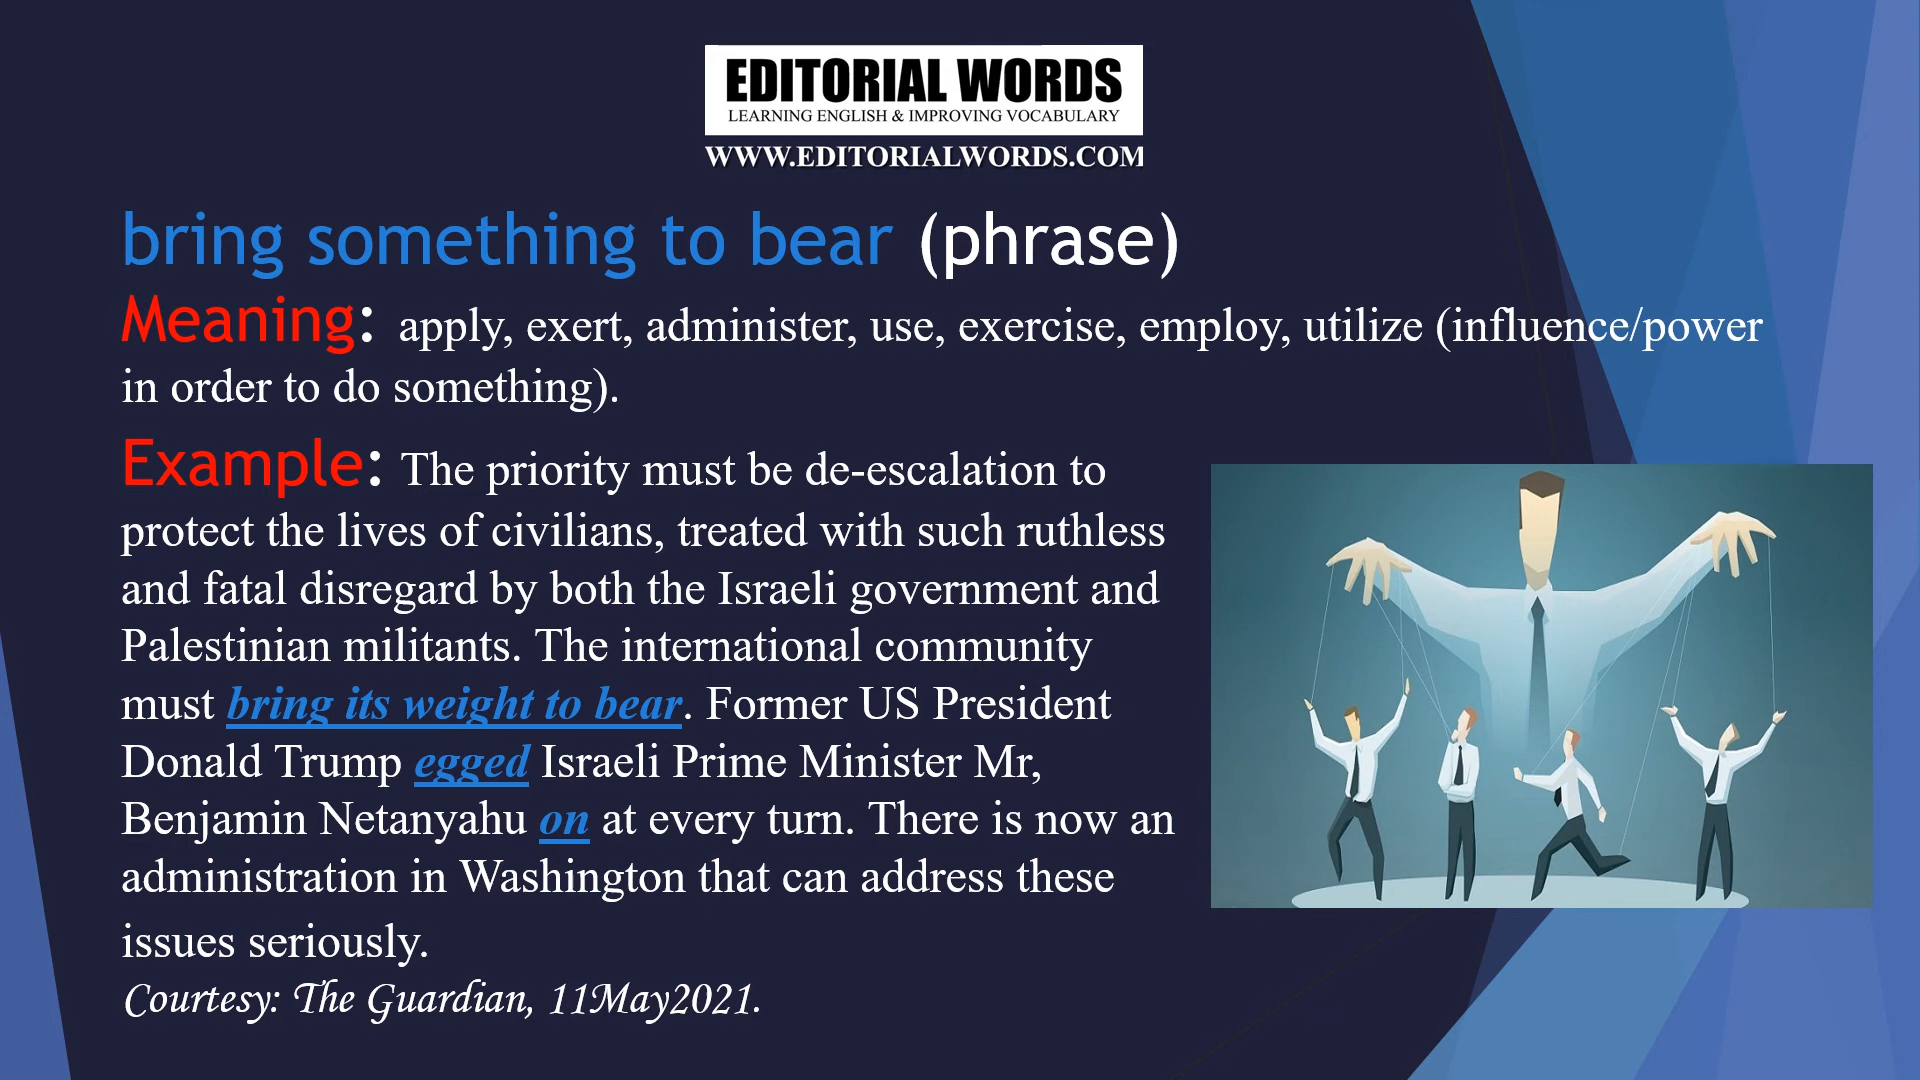 EDITORIAL WORDS
LEARNING ENGLISH & IMPROVING VOCABULARY
WWW.EDITORIALWORDS.COM
bring something to bear (phrase)
Meaning: apply, exert, administer, use, exercise, employ, utilize (influence/power
in order to do something).
Example: The priority must be de-escalation to
protect the lives of civilians, treated with such ruthless
and fatal disregard by both the Israeli government and
Palestinian militants. The international community
must bring its weight to bear. Former US President
Donald Trump egged Israeli Prime Minister Mr,
Benjamin Netanyahu on at every turn. There is now an
administration in Washington that can address these
issues seriously.
Courtesy: The Guardian, 11May2021.